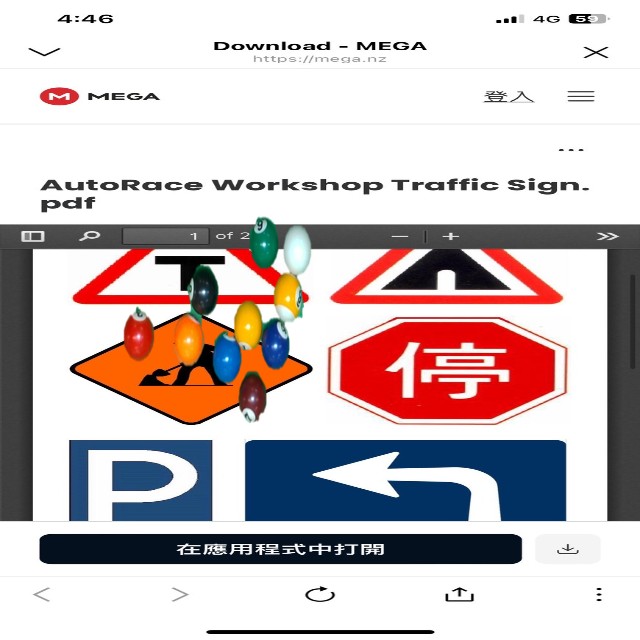 4:46
4G 59
Download - MEGA
https://mega.nz
M MEGA
登入
AutoRace Workshop Traffic Sign.
pdf
1 of 2
停
P
在應用程式中打開